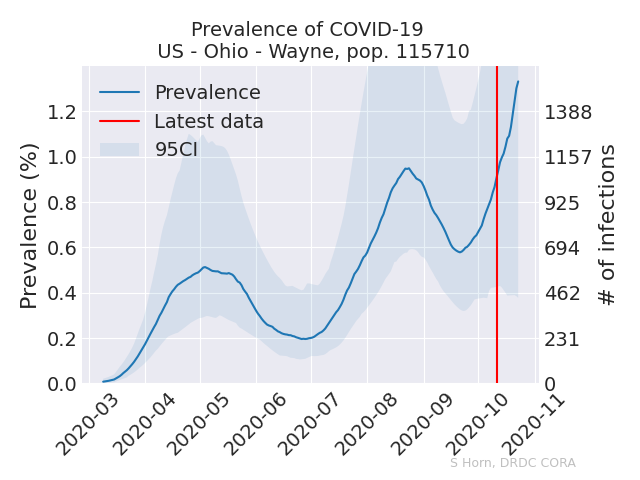 Prevalence of COVID-19
US - Ohio - Wayne, pop. 115710
Prevalence
Latest data
95CI
Prevalence (%)
1.2
1.0
0.8
0.6
0.4
0.2
0.0
1388
1157
925
694
462
231
0
# of infections
2020-03
2020-04
2020-05
2020-06
2020-07
2020-08
2020-09
2020-10
2020-11
S Horn, DRDC CORA